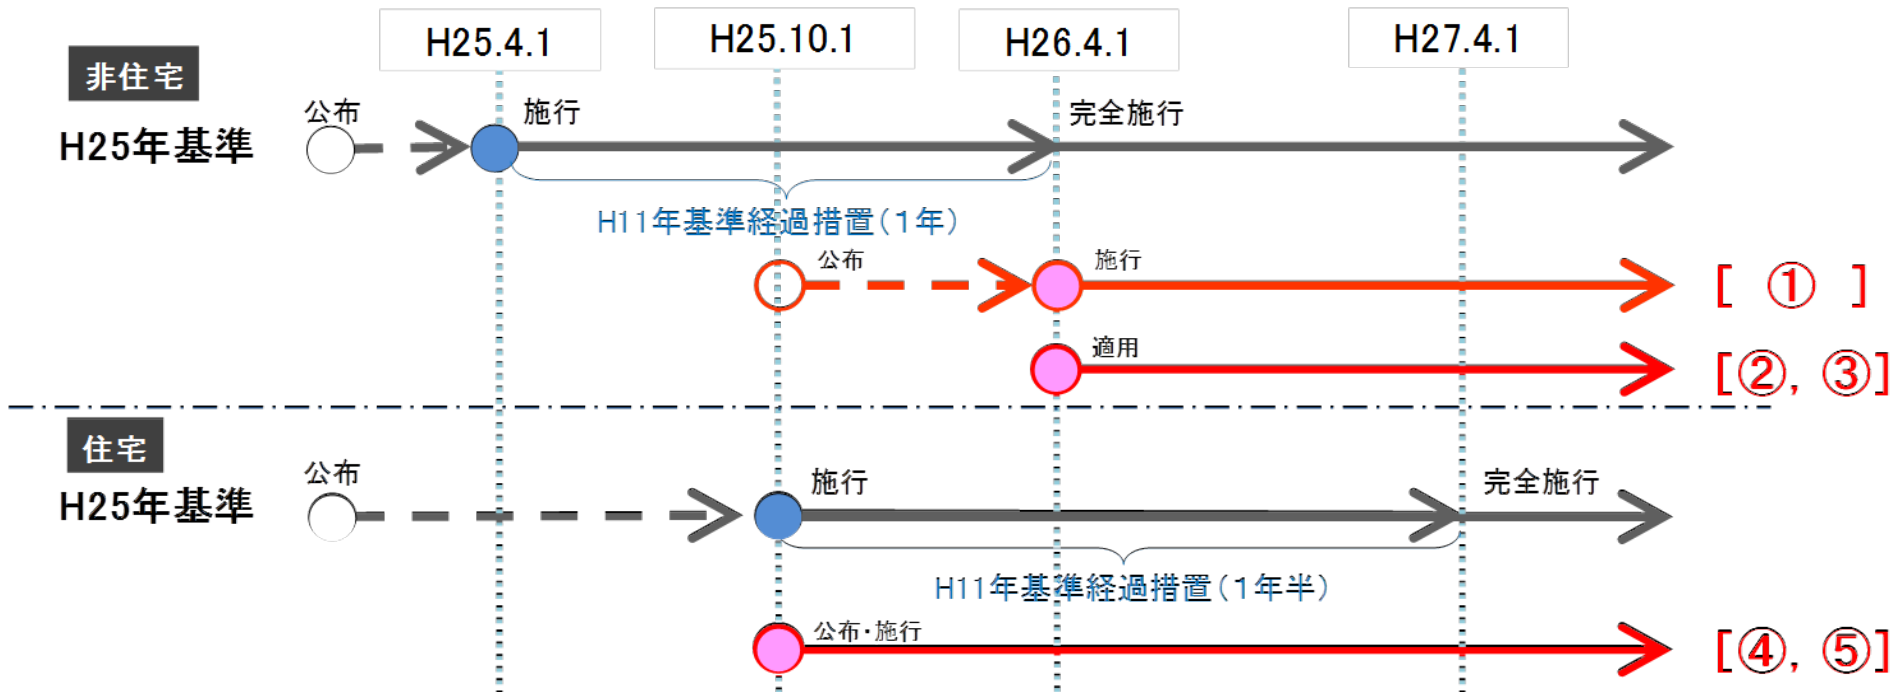 H25.4.1
H25.10.1
H26.4.1
H27.4.1
非住宅
公布
施行
完全施行
H25年基準
H11年基準経過措置(1年)
公布
施行
[ ① ]
適用
[②, ③]
住宅
公布
施行
完全施行
H25年基準
H11年基準経過措置(1年半)
公布・施行
[④, ⑤]